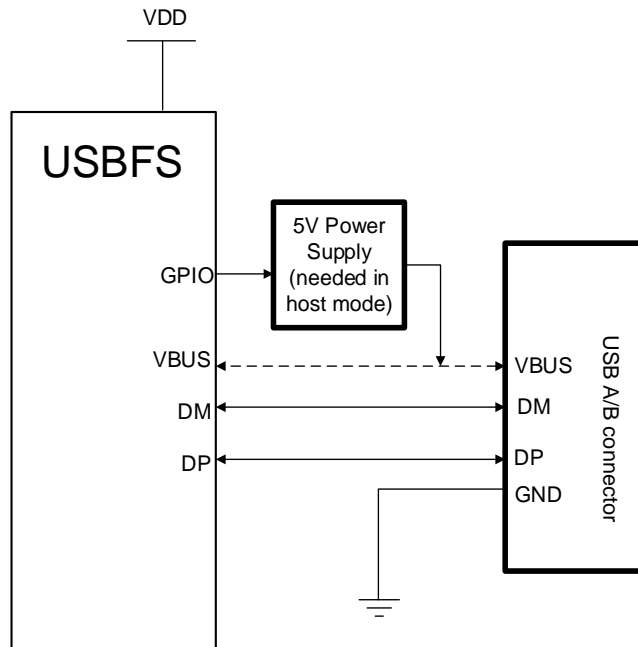 VDD
USBFS
5V Power
Supply
(needed in
host mode)
GPIO
VBUS
DM
DP
VBUS
DM
DP
GND
USB A/B connector